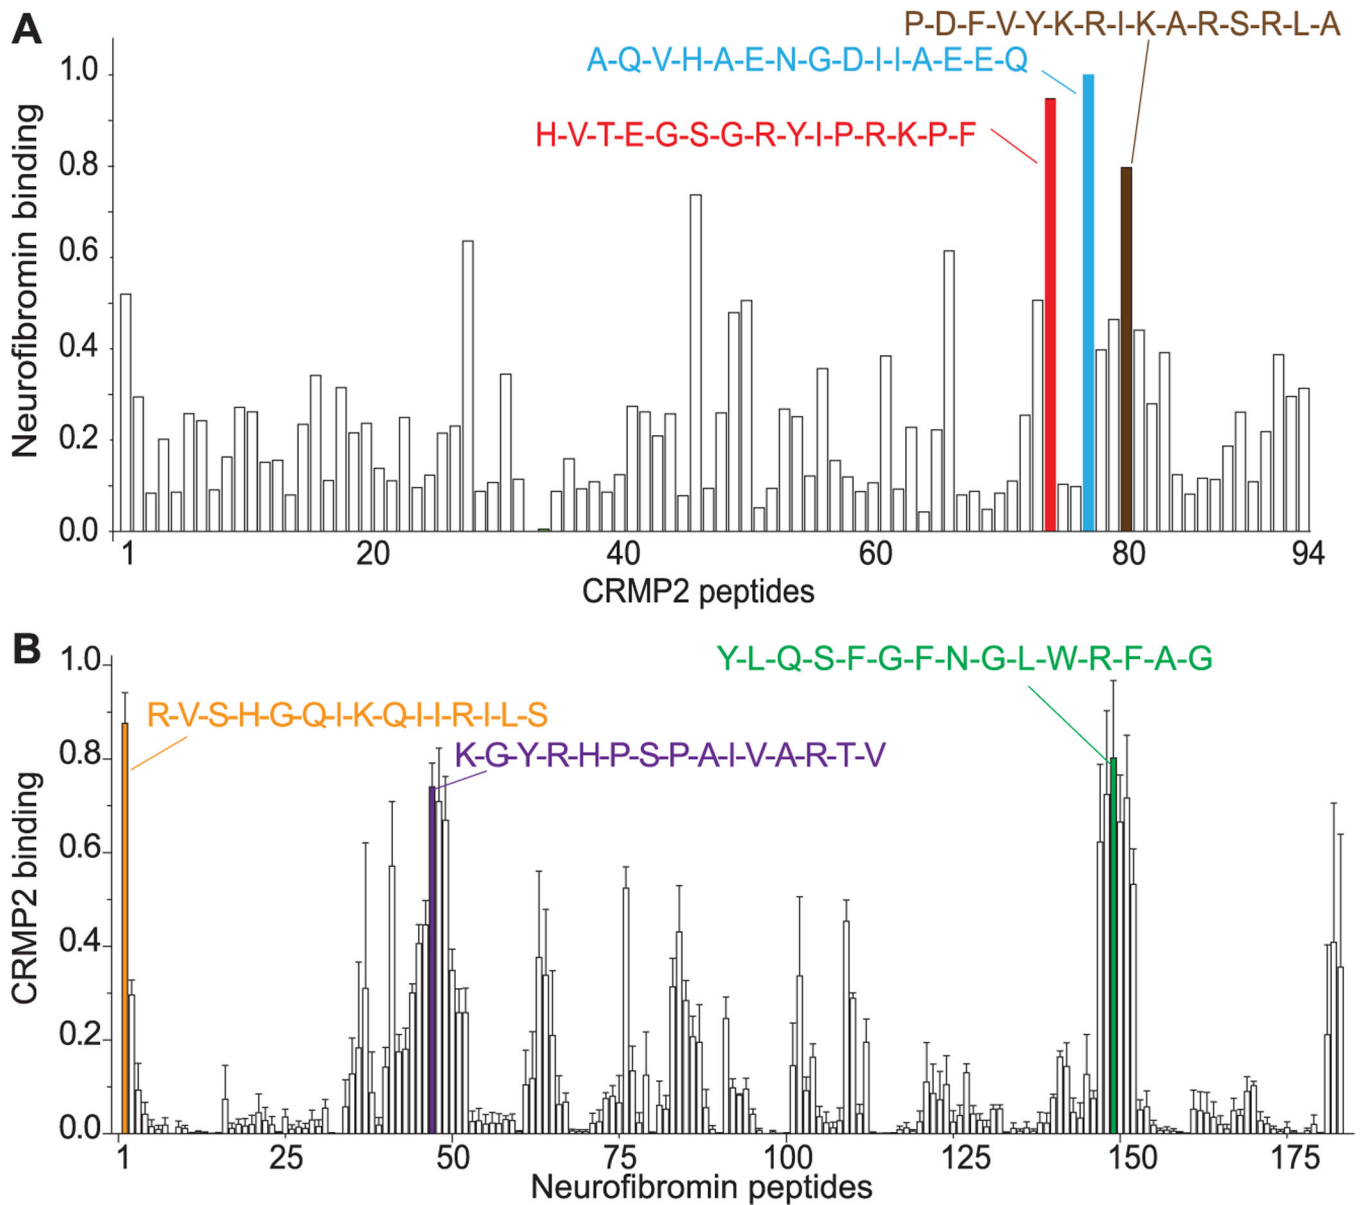 A
P-D-F-V-Y-K-R-I-K-A-R-S-R-L-A
A-Q-V-H-A-E-N-G-D-I-I-A-E-E-Q
H-V-T-E-G-S-G-R-Y-I-P-R-K-P-F
Neurofibromin binding
1.0
0.8
0.6
0.4
0.2
0.0
1 20 40 60 80 94
CRMP2 peptides
B
Y-L-Q-S-F-G-F-N-G-L-W-R-F-A-G
R-V-S-H-G-Q-I-K-Q-I-I-R-I-L-S
K-G-Y-R-H-P-S-P-A-I-V-A-R-T-V
CRMP2 binding
1.0
0.8
0.6
0.4
0.2
0.0
1 25 50 75 100 125 150 175
Neurofibromin peptides